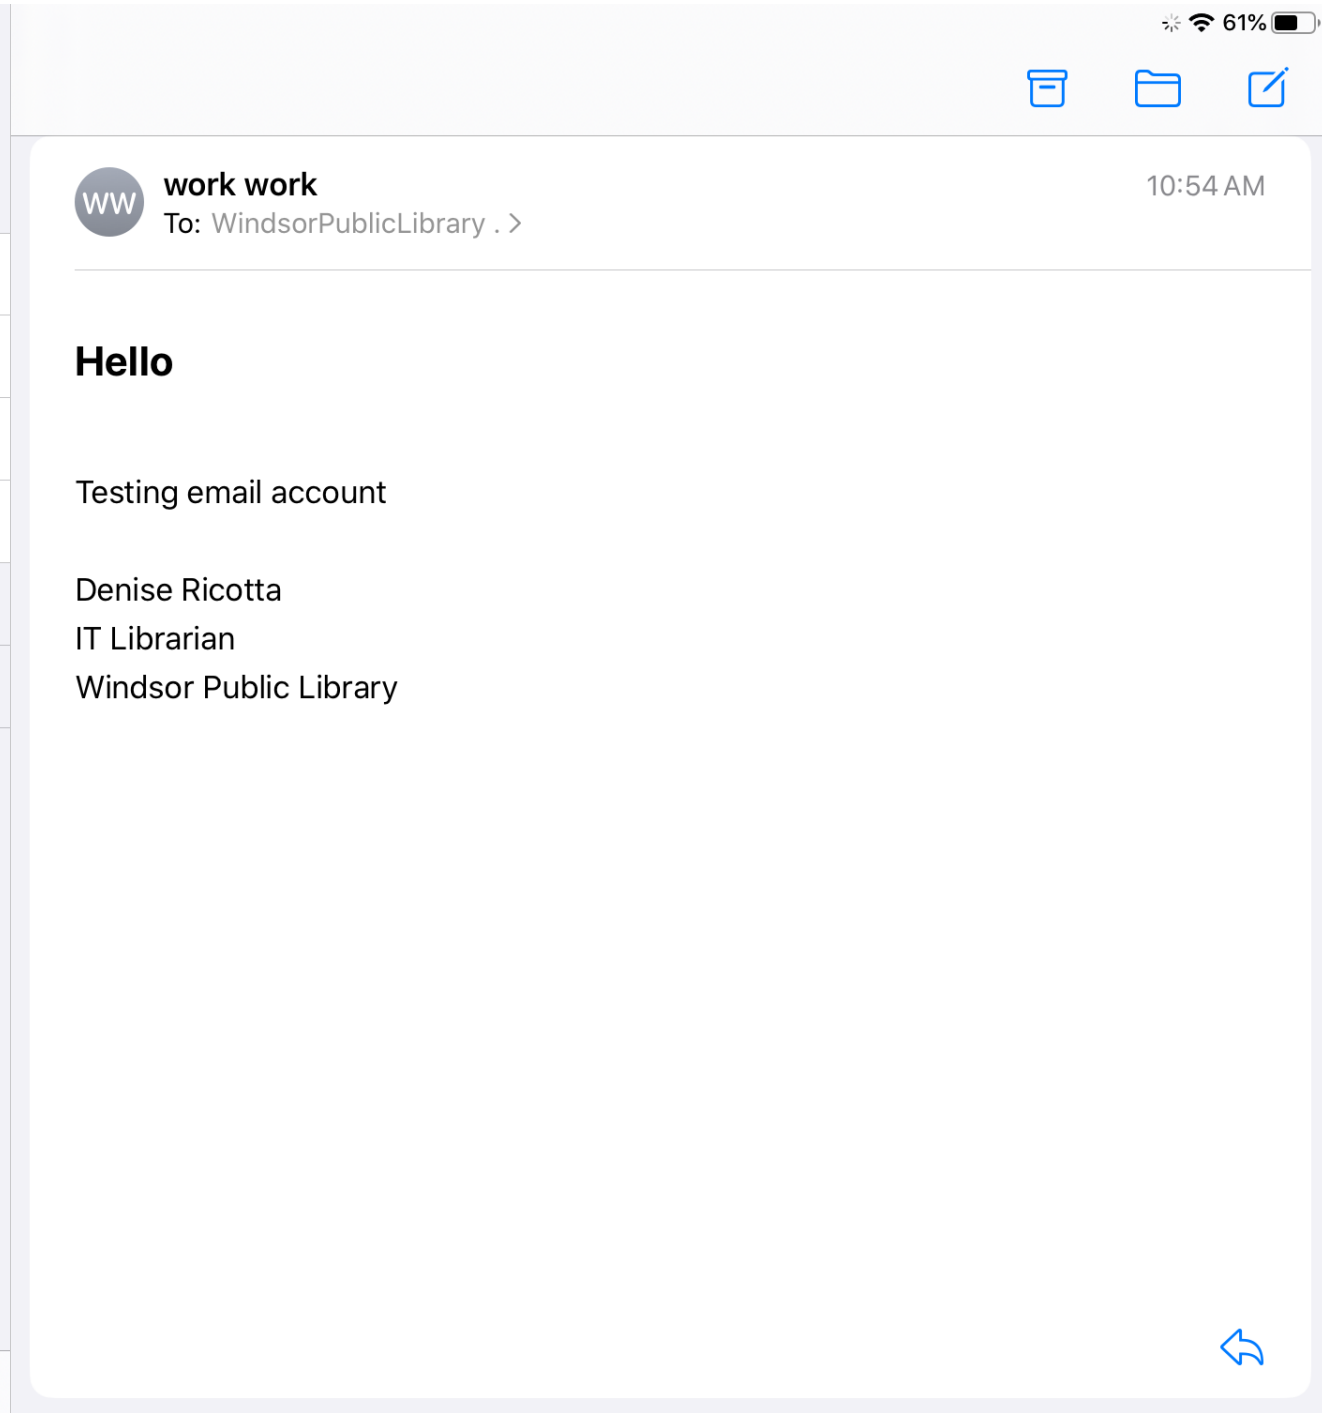 61%
WW
work work
10:54 AM
To: WindsorPublicLibrary . >
Hello
Testing email account
Denise Ricotta
IT Librarian
Windsor Public Library